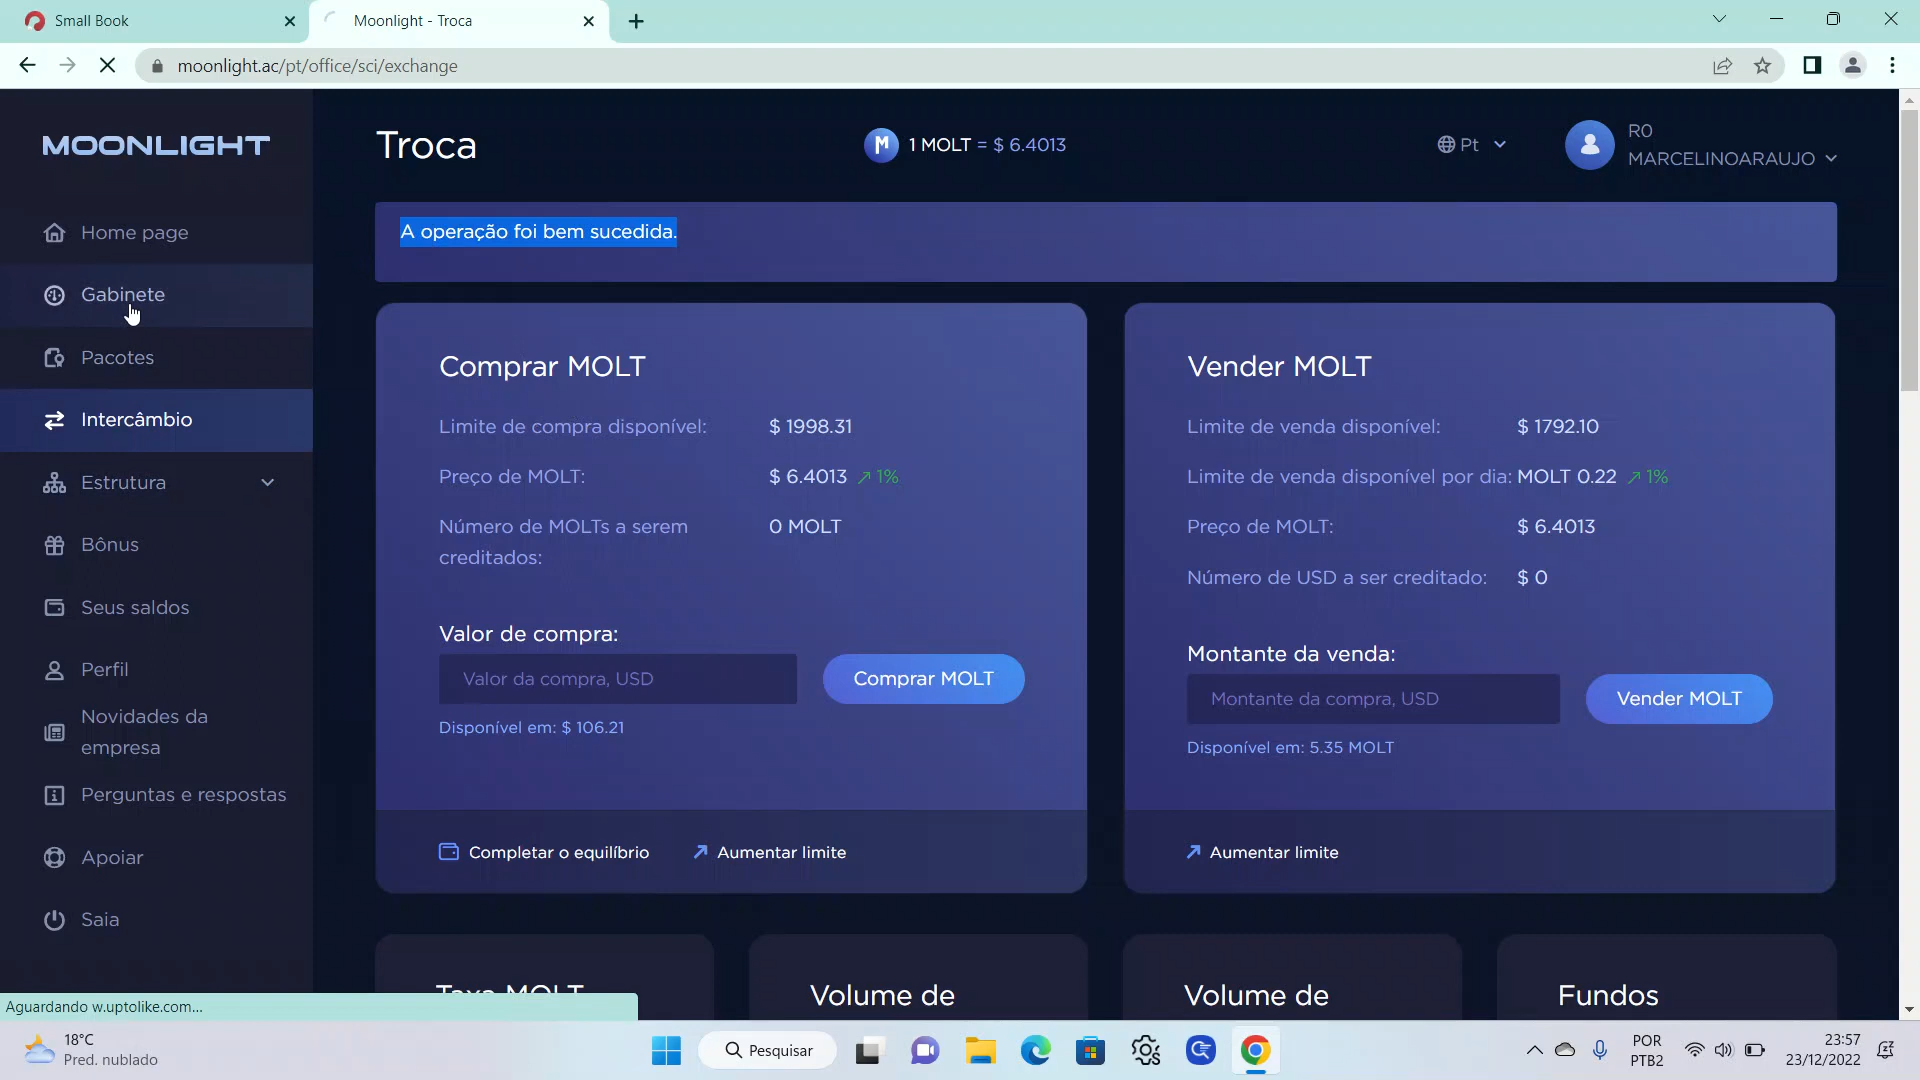 Small Book
Moonlight - Troca
moonlight.ac/pt/office/sci/exchange
MOONLIGHT
Home page
Gabinete
Pacotes
Intercâmbio
Estrutura
Bônus
Seus saldos
Perfil
Novidades da
empresa
Perguntas e respostas
Apoiar
Saia
Troca
M 1 MOLT = $ 6.4013
Pt
R0
MARCELINOARAUJO
A operação foi bem sucedida.
Comprar MOLT
Limite de compra disponível: $ 1998.31
Preço de MOLT: $ 6.4013 1%
Número de MOLTs a serem
creditados:
0 MOLT
Valor de compra:
Valor da compra, USD
Comprar MOLT
Disponível em: $ 106.21
Completar o equilíbrio
Aumentar limite
Vender MOLT
Limite de venda disponível: $ 1792.10
Limite de venda disponível por dia: MOLT 0.22 1%
Preço de MOLT: $ 6.4013
Número de USD a ser creditado: $ 0
Montante da venda:
Montante da compra, USD
Vender MOLT
Disponível em: 5.35 MOLT
Aumentar limite
Taxa MOLT
Volume de
Volume de
Fundos
Aguardando w.uptolike.com...
18°C
Pred. nublado
Pesquisar
POR
PTB2
23:57
23/12/2022